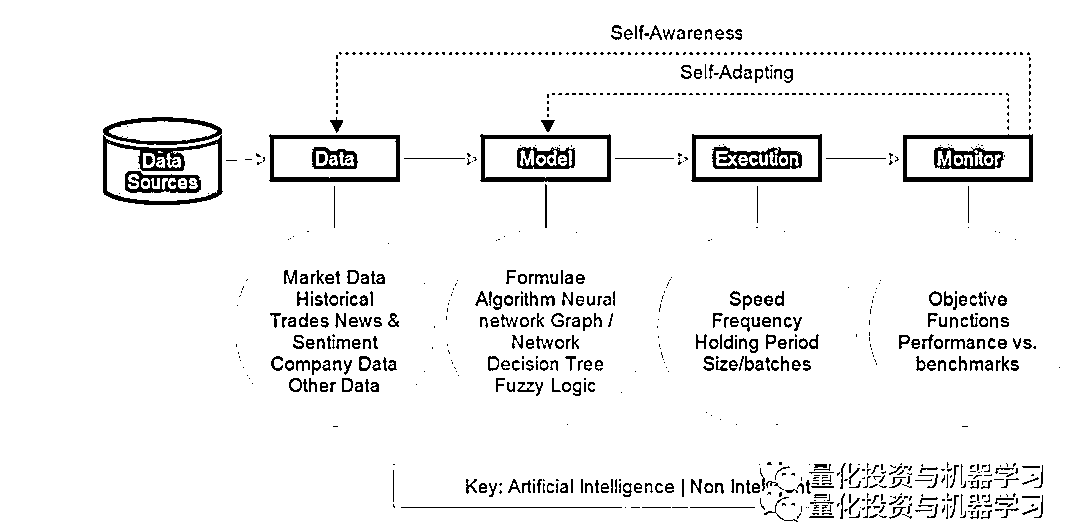 Self-Awareness
Self-Adapting
Data
Sources
Data
Model
Execution
Monitor
Market Data
Historical
Trades News &
Sentiment
Company Data
Other Data
Formulae
Algorithm Neural
network Graph /
Network
Decision Tree
Fuzzy Logic
Speed
Frequency
Holding Period
Size/batches
Objective
Functions
Performance vs.
benchmarks
Key: Artificial Intelligence | Non
量化投资与机器学习
量化投资与机器学习